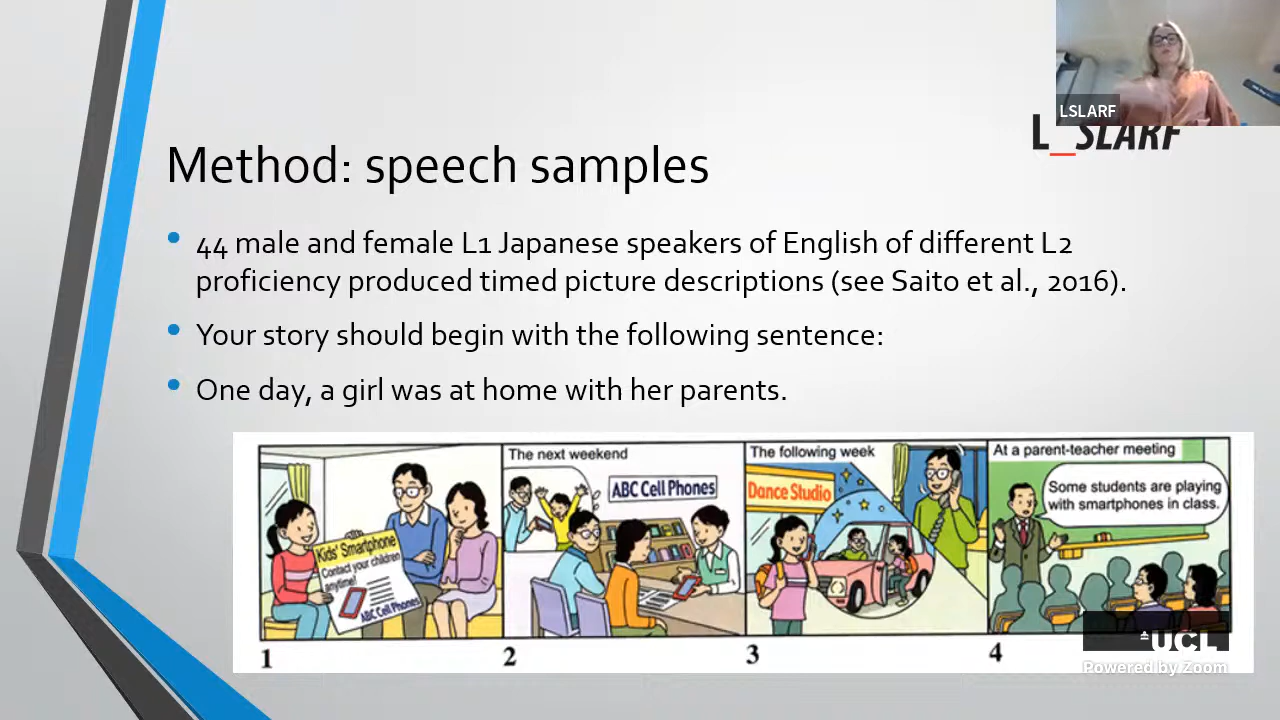 LSLARF
L_SLARF
Method: speech samples
• 44 male and female L1 Japanese speakers of English of different L2
proficiency produced timed picture descriptions (see Saito et al., 2016).
• Your story should begin with the following sentence:
• One day, a girl was at home with her parents.
Kid's Smartphone
Contact your children
anytime!
ABC Cell Phones
1
The next weekend
ABC Cell Phones
2
The following week
Dance Studio
3
At a parent-teacher meeting
Some students are playing
with smartphones in class.
4
UCL
Powered by Zoom